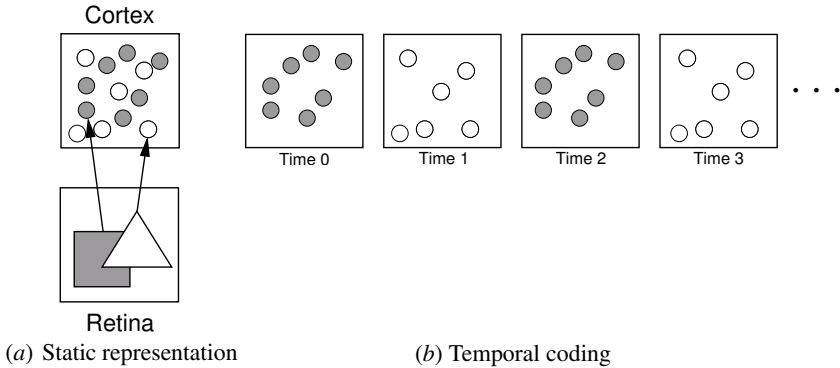 Cortex
Time 0 Time 1 Time 2 Time 3 . . .
Retina
(a) Static representation (b) Temporal coding